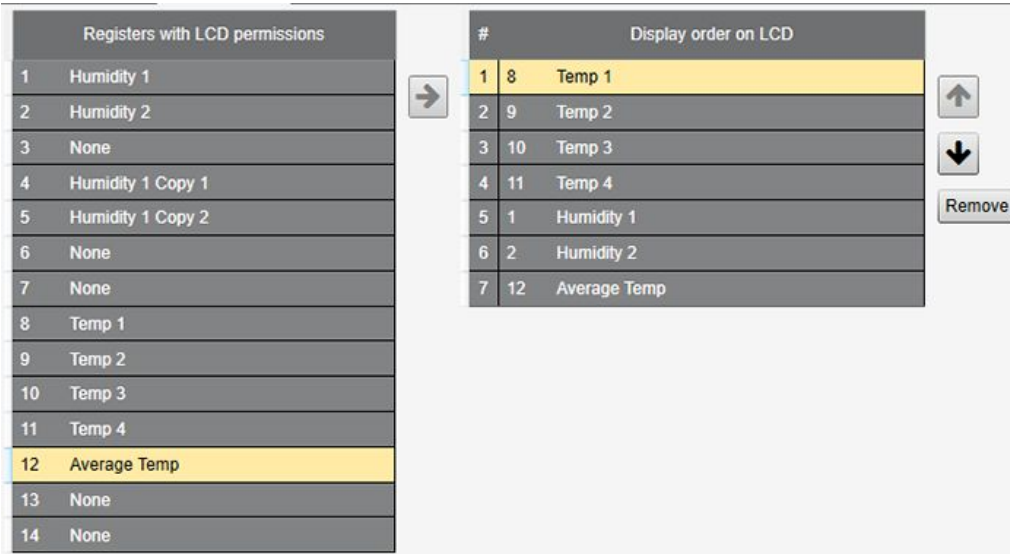 Registers with LCD permissions
1 Humidity 1
2 Humidity 2
3 None
4 Humidity 1 Copy 1
5 Humidity 1 Copy 2
6 None
7 None
8 Temp 1
9 Temp 2
10 Temp 3
11 Temp 4
12 Average Temp
13 None
14 None
# Display order on LCD
1 8 Temp 1
2 9 Temp 2
3 10 Temp 3
4 11 Temp 4
5 1 Humidity 1
6 2 Humidity 2
7 12 Average Temp
Remove